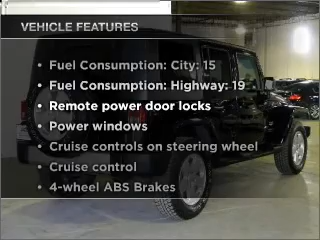 VEHICLE FEATURES
• Fuel Consumption: City: 15
• Fuel Consumption: Highway: 19
• Remote power door locks
• Power windows
• Cruise controls on steering wheel
• Cruise control
• 4-wheel ABS Brakes